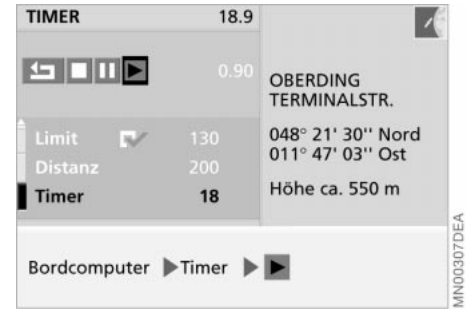 TIMER 18.9
0.90
Limit 130
Distanz 200
Timer 18
OBERDING
TERMINALSTR.
048° 21' 30'' Nord
011° 47' 03'' Ost
Höhe ca. 550 m
Bordcomputer Timer
MN00307DEA